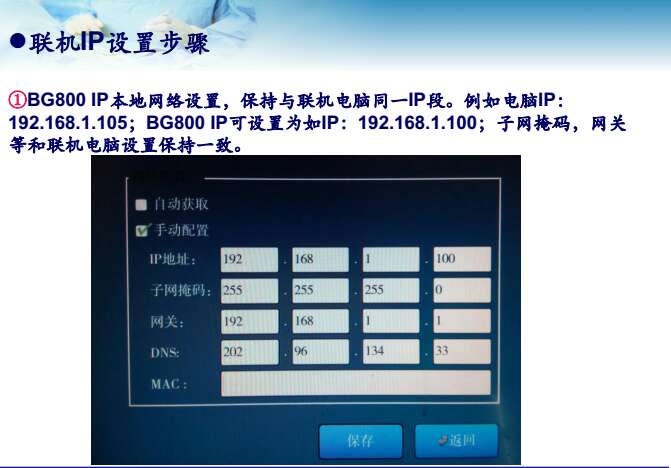 ●联机IP设置步骤
①BG800 IP本地网络设置，保持与联机电脑同一IP段。例如电脑IP：
192.168.1.105；BG800 IP可设置为如IP：192.168.1.100；子网掩码，网关
等和联机电脑设置保持一致。
自动获取
手动配置
IP地址： 192 . 168 . 1 . 100
子网掩码： 255 . 255 . 255 . 0
网关： 192 . 168 . 1 . 1
DNS: 202 . 96 . 134 . 33
MAC：
保存 返回